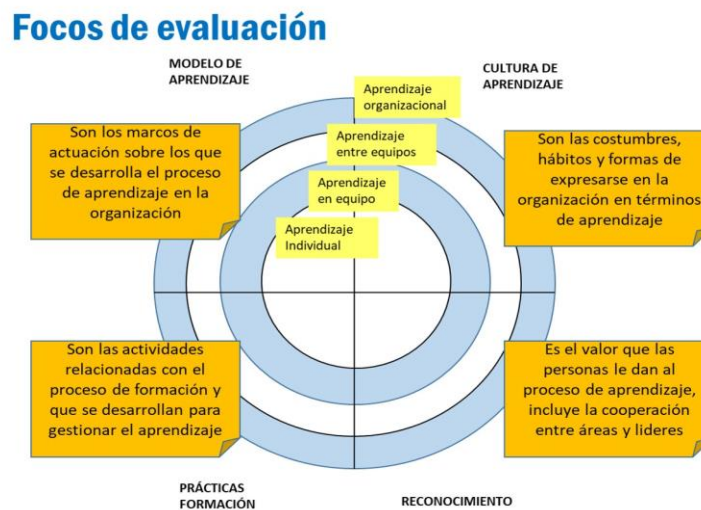 Focos de evaluación
MODELO DE
APRENDIZAJE
CULTURA DE
APRENDIZAJE
Aprendizaje
organizacional
Aprendizaje
entre equipos
Aprendizaje
en equipo
Aprendizaje
Individual
Son los marcos de
actuación sobre los que
se desarrolla el proceso
de aprendizaje en la
organización
Son las costumbres,
hábitos y formas de
expresarse en la
organización en términos
de aprendizaje
Son las actividades
relacionadas con el
proceso de formación y
que se desarrollan para
gestionar el aprendizaje
Es el valor que las
personas le dan al
proceso de aprendizaje,
incluye la cooperación
entre áreas y lideres
PRÁCTICAS
FORMACIÓN
RECONOCIMIENTO